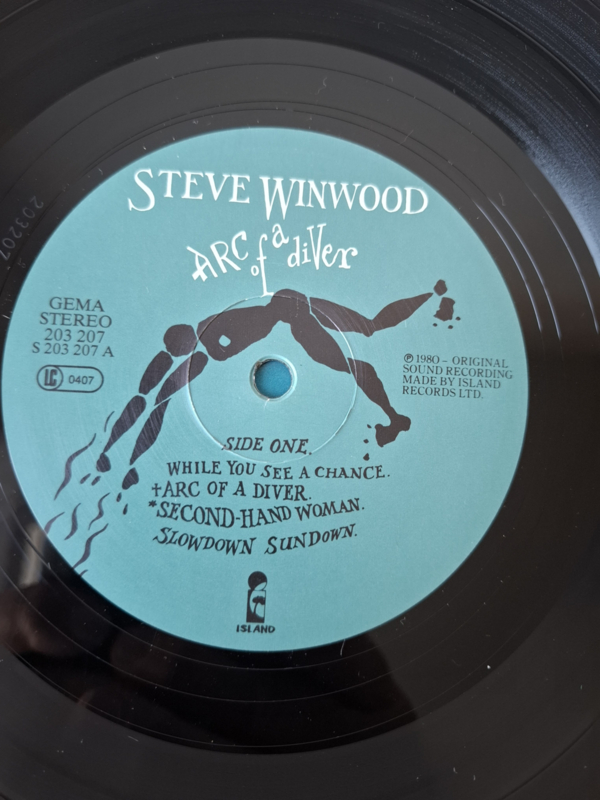 STEVE WINWOOD
ARC of a diVer
GEMA
STEREO
203 207
S 203 207 A
LC 0407
℗ 1980 – ORIGINAL
SOUND RECORDING
MADE BY ISLAND
RECORDS LTD.
SIDE ONE.
WHILE YOU SEE A CHANCE.
†ARC OF A DIVER.
*SECOND-HAND WOMAN.
SLOWDOWN SUNDOWN.
ISLAND
203207